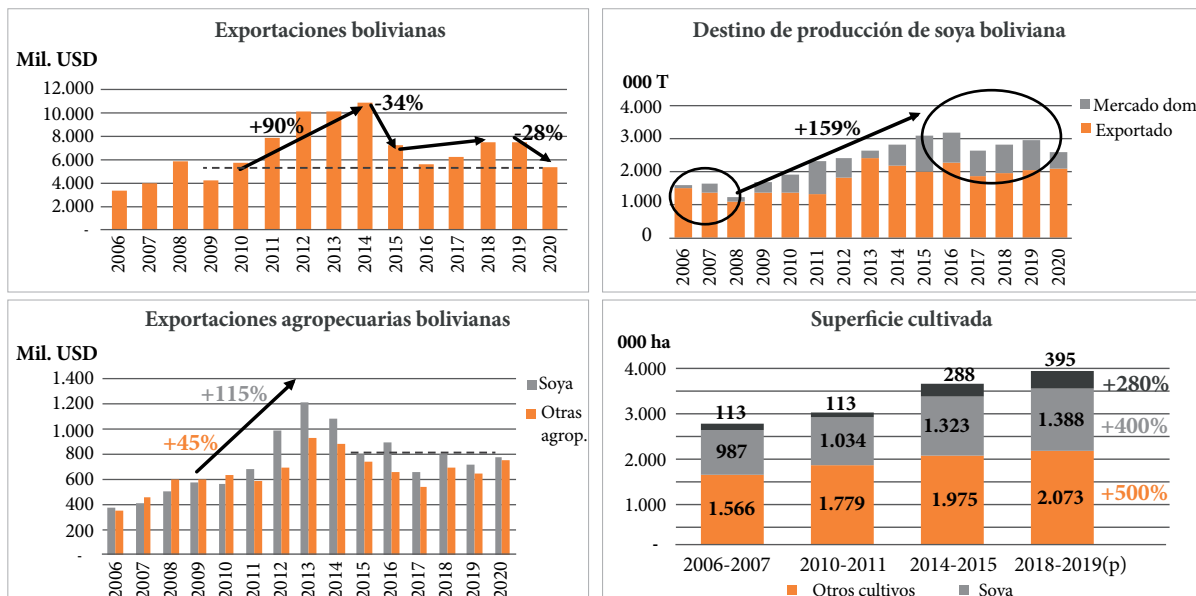 Exportaciones bolivianas
Mil. USD
12.000
10.000
8.000
6.000
4.000
2.000
-
+90%
-34%
-28%
2006 2007 2008 2009 2010 2011 2012 2013 2014 2015 2016 2017 2018 2019 2020
Destino de producción de soya boliviana
000 T
4.000
3.000
2.000
1.000
0
+159%
Mercado dom
Exportado
2006 2007 2008 2009 2010 2011 2012 2013 2014 2015 2016 2017 2018 2019 2020
Exportaciones agropecuarias bolivianas
Mil. USD
1.400
1.200
1.000
800
600
400
200
-
+115%
+45%
Soya
Otras
agrop.
2006 2007 2008 2009 2010 2011 2012 2013 2014 2015 2016 2017 2018 2019 2020
Superficie cultivada
000 ha
4.000
3.000
2.000
1.000
-
113 113 288 395
987 1.034 1.323 1.388
1.566 1.779 1.975 2.073
+280%
+400%
+500%
2006-2007 2010-2011 2014-2015 2018-2019(p)
Otros cultivos Soya